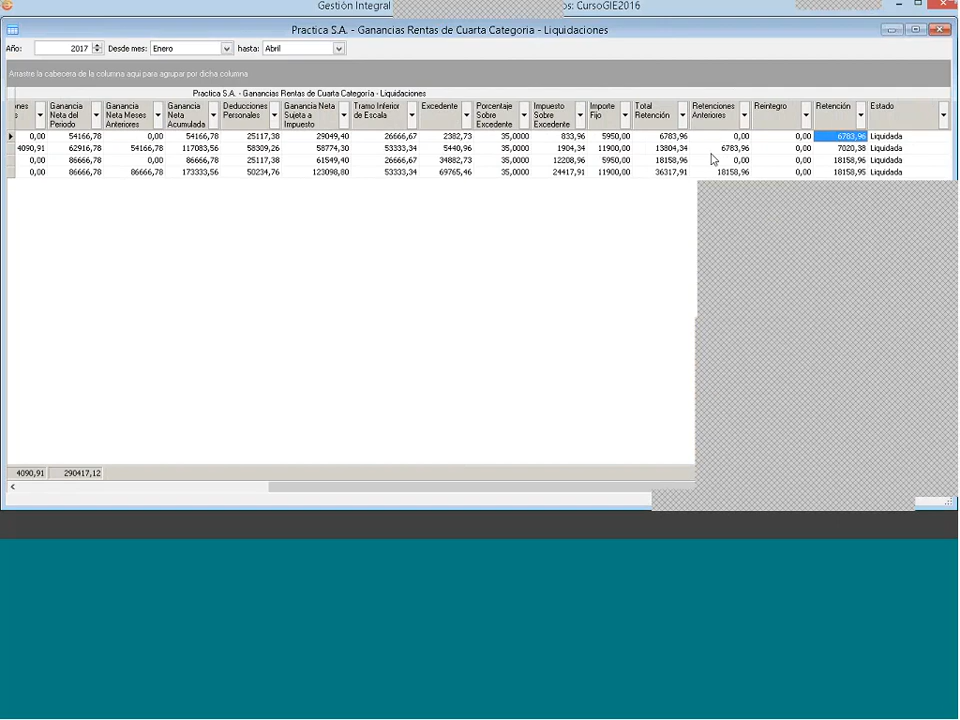 Gestión Integral os: CursoGIE2016
Practica S.A. - Ganancias Rentas de Cuarta Categoria - Liquidaciones
Año: 2017 Desde mes: Enero hasta: Abril
Arrastre la cabecera de la columna aquí para agrupar por dicha columna
Practica S.A. - Ganancias Rentas de Cuarta Categoría - Liquidaciones
ones Ganancia Ganancia Ganancia Deducciones Ganancia Neta Tramo Inferior Excedente Porcentaje Impuesto Importe Total Retenciones Reintegro Retención Estado
s Neta del Neta Meses Neta Personales Sujeta a de Escala Sobre Sobre Fijo Retención Anteriores
Periodo Anteriores Acumulada Impuesto Excedente Excedente
0,00 54166,78 0,00 54166,78 25117,38 29049,40 26666,67 2382,73 35,0000 833,96 5950,00 6783,96 0,00 0,00 6783,96 Liquidada
4090,91 62916,78 54166,78 117083,56 58309,26 58774,30 53333,34 5440,96 35,0000 1904,34 11900,00 13804,34 6783,96 0,00 7020,38 Liquidada
0,00 86666,78 0,00 86666,78 25117,38 61549,40 26666,67 34882,73 35,0000 12208,96 5950,00 18158,96 0,00 0,00 18158,96 Liquidada
0,00 86666,78 86666,78 173333,56 50234,76 123098,80 53333,34 69765,46 35,0000 24417,91 11900,00 36317,91 18158,96 0,00 18158,95 Liquidada
4090,91 290417,12